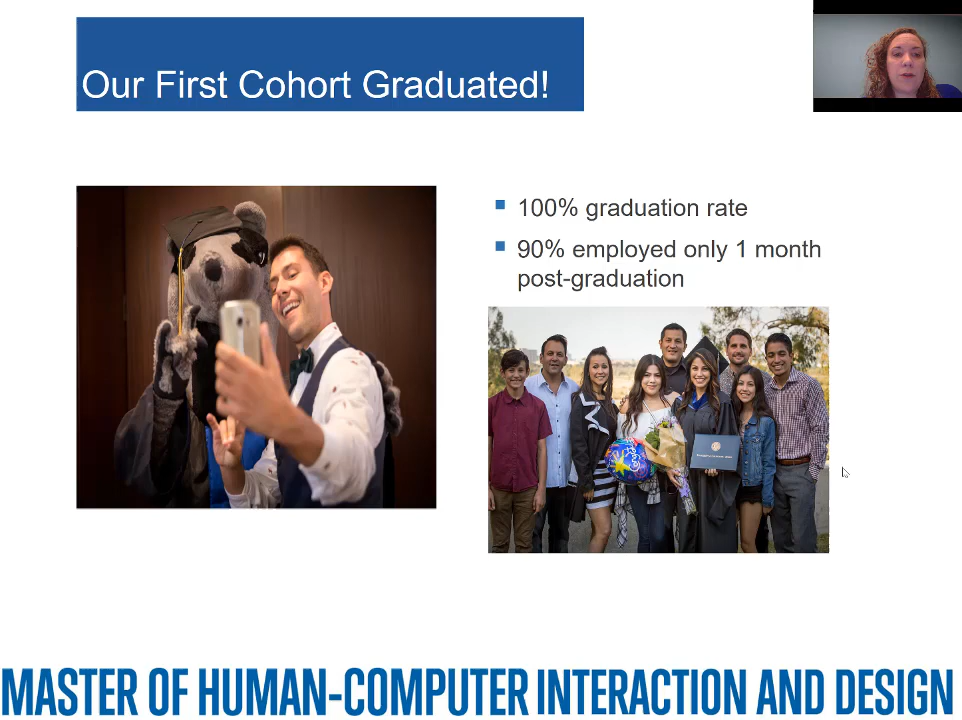 Our First Cohort Graduated!
100% graduation rate
90% employed only 1 month
post-graduation
MASTER OF HUMAN-COMPUTER INTERACTION AND DESIGN